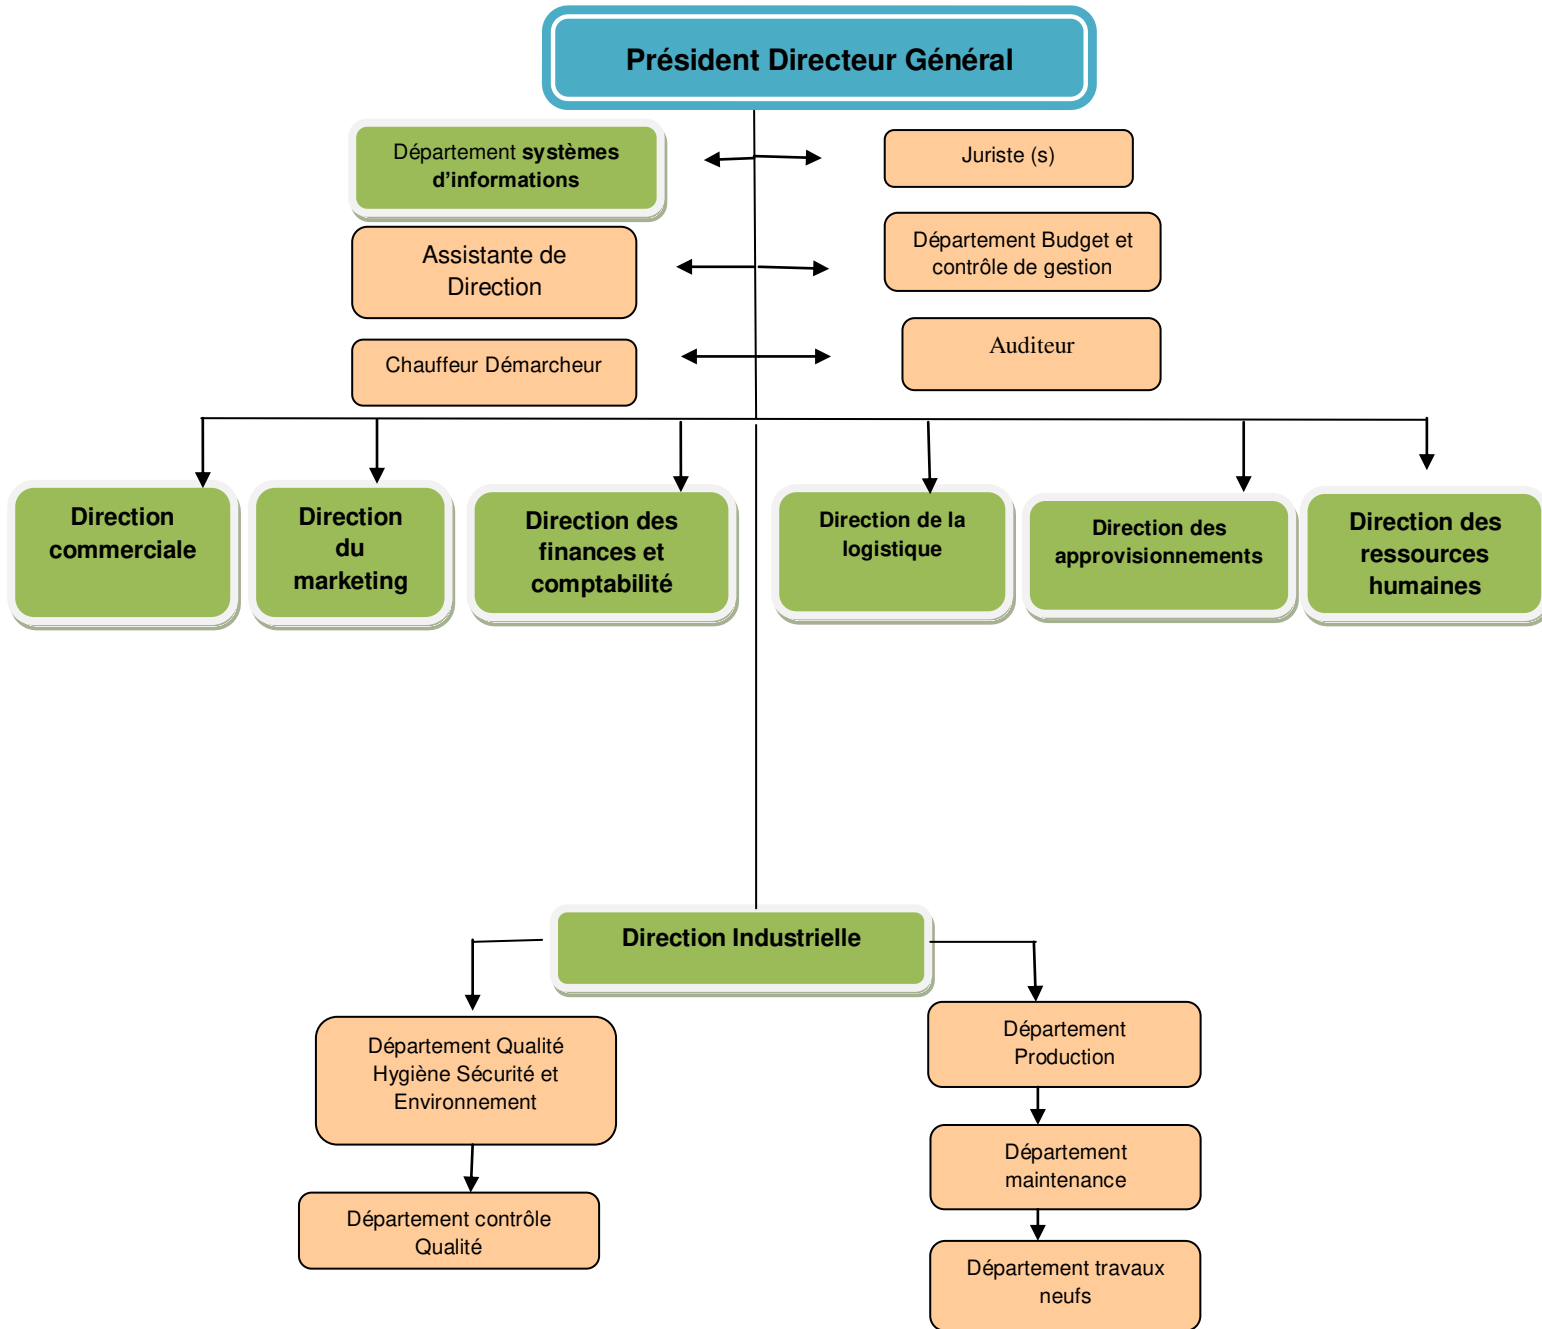 Président Directeur Général
Département systèmes
d’informations
Juriste (s)
Assistante de
Direction
Département Budget et
contrôle de gestion
Chauffeur Démarcheur
Auditeur
Direction
commerciale
Direction
du
marketing
Direction des
finances et
comptabilité
Direction de la
logistique
Direction des
approvisionnements
Direction des
ressources
humaines
Direction Industrielle
Département Qualité
Hygiène Sécurité et
Environnement
Département contrôle
Qualité
Département
Production
Département
maintenance
Département travaux
neufs